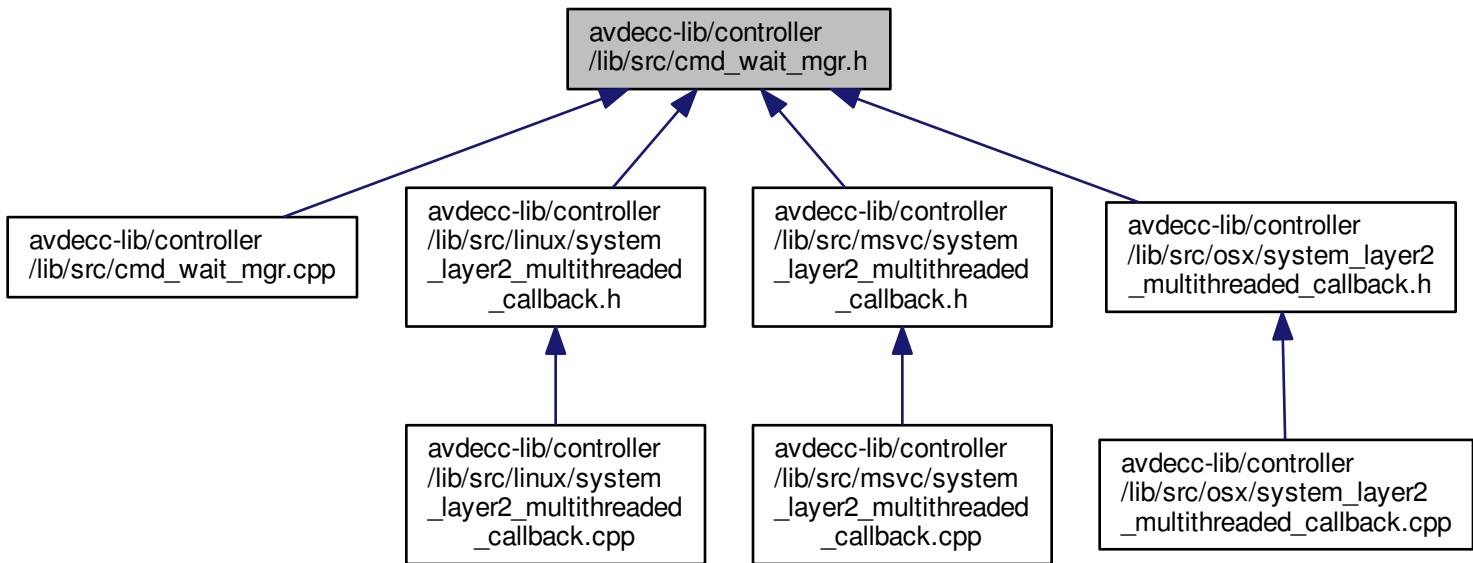 avdecc-lib/controller
/lib/src/cmd_wait_mgr.h
avdecc-lib/controller
/lib/src/cmd_wait_mgr.cpp
avdecc-lib/controller
/lib/src/linux/system
_layer2_multithreaded
_callback.h
avdecc-lib/controller
/lib/src/msvc/system
_layer2_multithreaded
_callback.h
avdecc-lib/controller
/lib/src/osx/system_layer2
_multithreaded_callback.h
avdecc-lib/controller
/lib/src/linux/system
_layer2_multithreaded
_callback.cpp
avdecc-lib/controller
/lib/src/msvc/system
_layer2_multithreaded
_callback.cpp
avdecc-lib/controller
/lib/src/osx/system_layer2
_multithreaded_callback.cpp